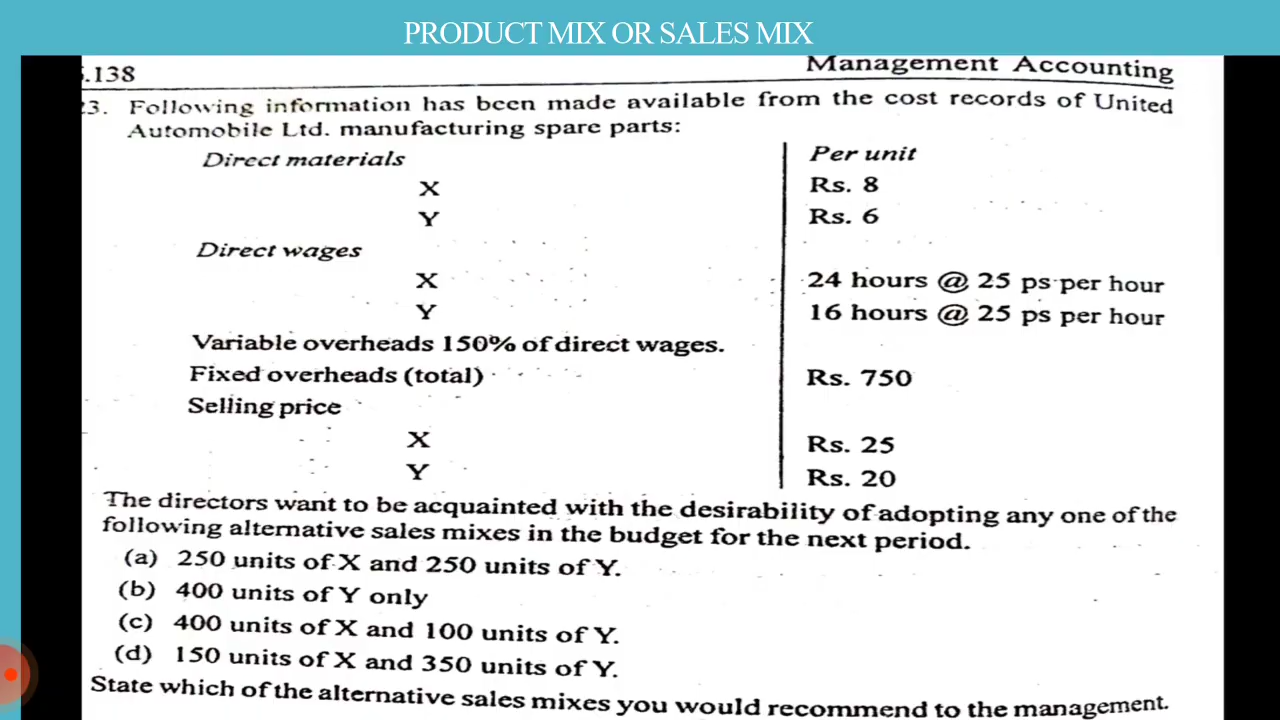 PRODUCT MIX OR SALES MIX
.138 Management Accounting
23. Following information has been made available from the cost records of United
Automobile Ltd. manufacturing spare parts:
Direct materials Per unit
X Rs. 8
Y Rs. 6
Direct wages
X 24 hours @ 25 ps per hour
Y 16 hours @ 25 ps per hour
Variable overheads 150% of direct wages.
Fixed overheads (total) Rs. 750
Selling price
X Rs. 25
Y Rs. 20
The directors want to be acquainted with the desirability of adopting any one of the
following alternative sales mixes in the budget for the next period.
(a) 250 units of X and 250 units of Y.
(b) 400 units of Y only
(c) 400 units of X and 100 units of Y.
(d) 150 units of X and 350 units of Y.
State which of the alternative sales mixes you would recommend to the management.